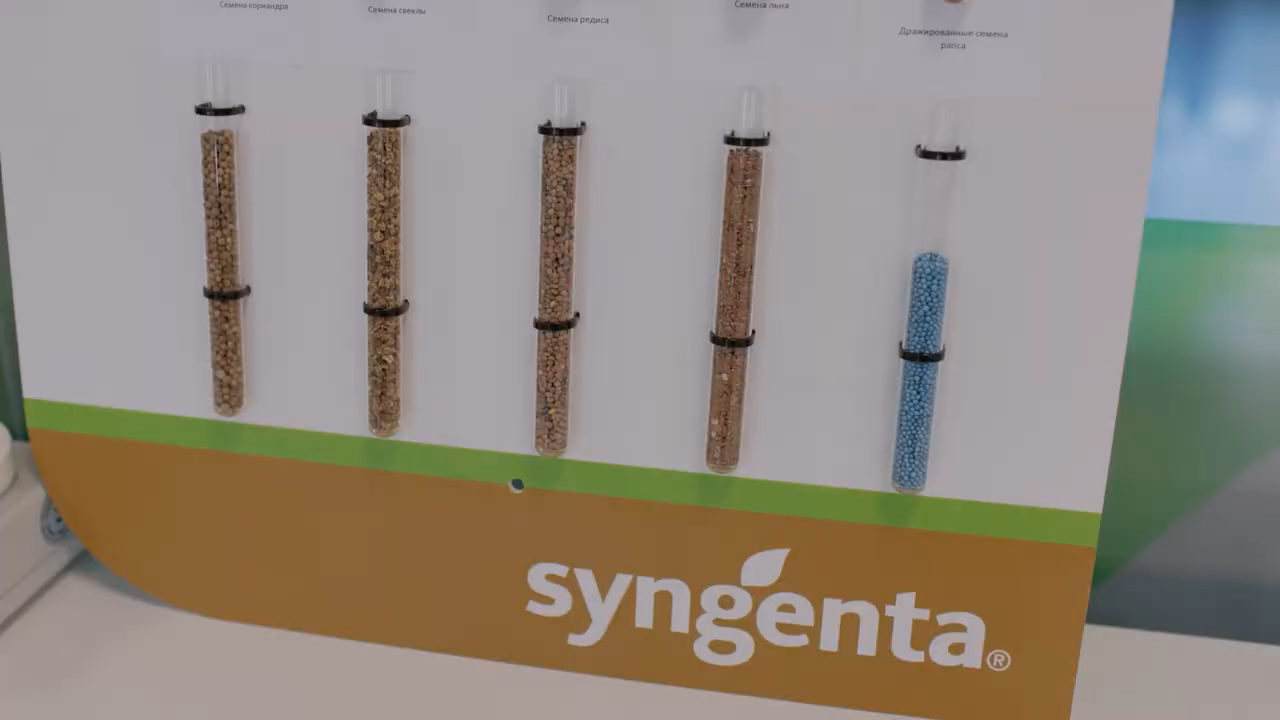 Семена кориандра
Семена свеклы
Семена редиса
Семена льна
Дражированные семена
рапса
syngenta®